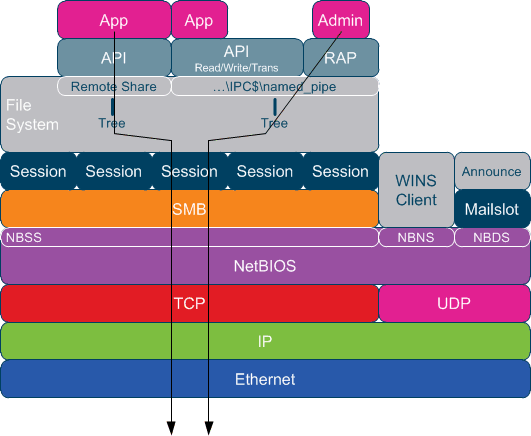 App
App
Admin
API
API
Read/Write/Trans
RAP
File
System
Remote Share
...\IPC$\named_pipe
Tree
Tree
Session
Session
Session
Session
Session
WINS
Client
Announce
SMB
Mailslot
NBSS
NBNS
NBDS
NetBIOS
TCP
UDP
IP
Ethernet